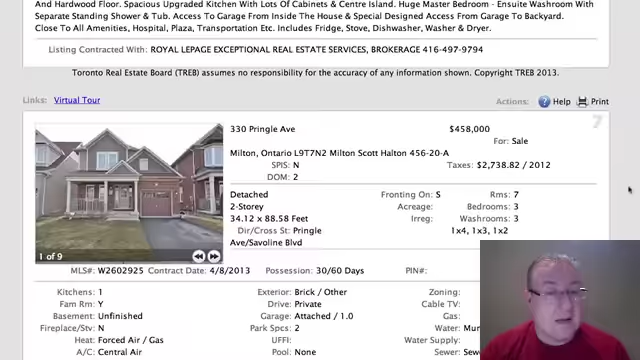 And Hardwood Floor. Spacious Upgraded Kitchen With Lots Of Cabinets & Centre Island. Huge Master Bedroom - Ensuite Washroom With
Separate Standing Shower & Tub. Access To Garage From Inside The House & Special Designed Access From Garage To Backyard.
Close To All Amenities, Hospital, Plaza, Transportation Etc. Includes Fridge, Stove, Dishwasher, Washer & Dryer.
Listing Contracted With: ROYAL LEPAGE EXCEPTIONAL REAL ESTATE SERVICES, BROKERAGE 416-497-9794
Toronto Real Estate Board (TREB) assumes no responsibility for the accuracy of any information shown. Copyright TREB 2013.
Links: Virtual Tour Actions: Help Print
7
330 Pringle Ave $458,000
For: Sale
Milton, Ontario L9T7N2 Milton Scott Halton 456-20-A
SPIS: N Taxes: $2,738.82 / 2012
DOM: 2
Detached Fronting On: S Rms: 7
2-Storey Acreage: Bedrooms: 3
34.12 x 88.58 Feet Irreg: Washrooms: 3
Dir/Cross St: Pringle 1x4, 1x3, 1x2
Ave/Savoline Blvd
1 of 9
MLS#: W2602925 Contract Date: 4/8/2013 Possession: 30/60 Days PIN#:
Kitchens: 1 Exterior: Brick / Other Zoning:
Fam Rm: Y Drive: Private Cable TV:
Basement: Unfinished Garage: Attached / 1.0 Gas:
Fireplace/Stv: N Park Spcs: 2 Water: Mun
Heat: Forced Air / Gas UFFI: Water Supply:
A/C: Central Air Pool: None Sewer: Sew